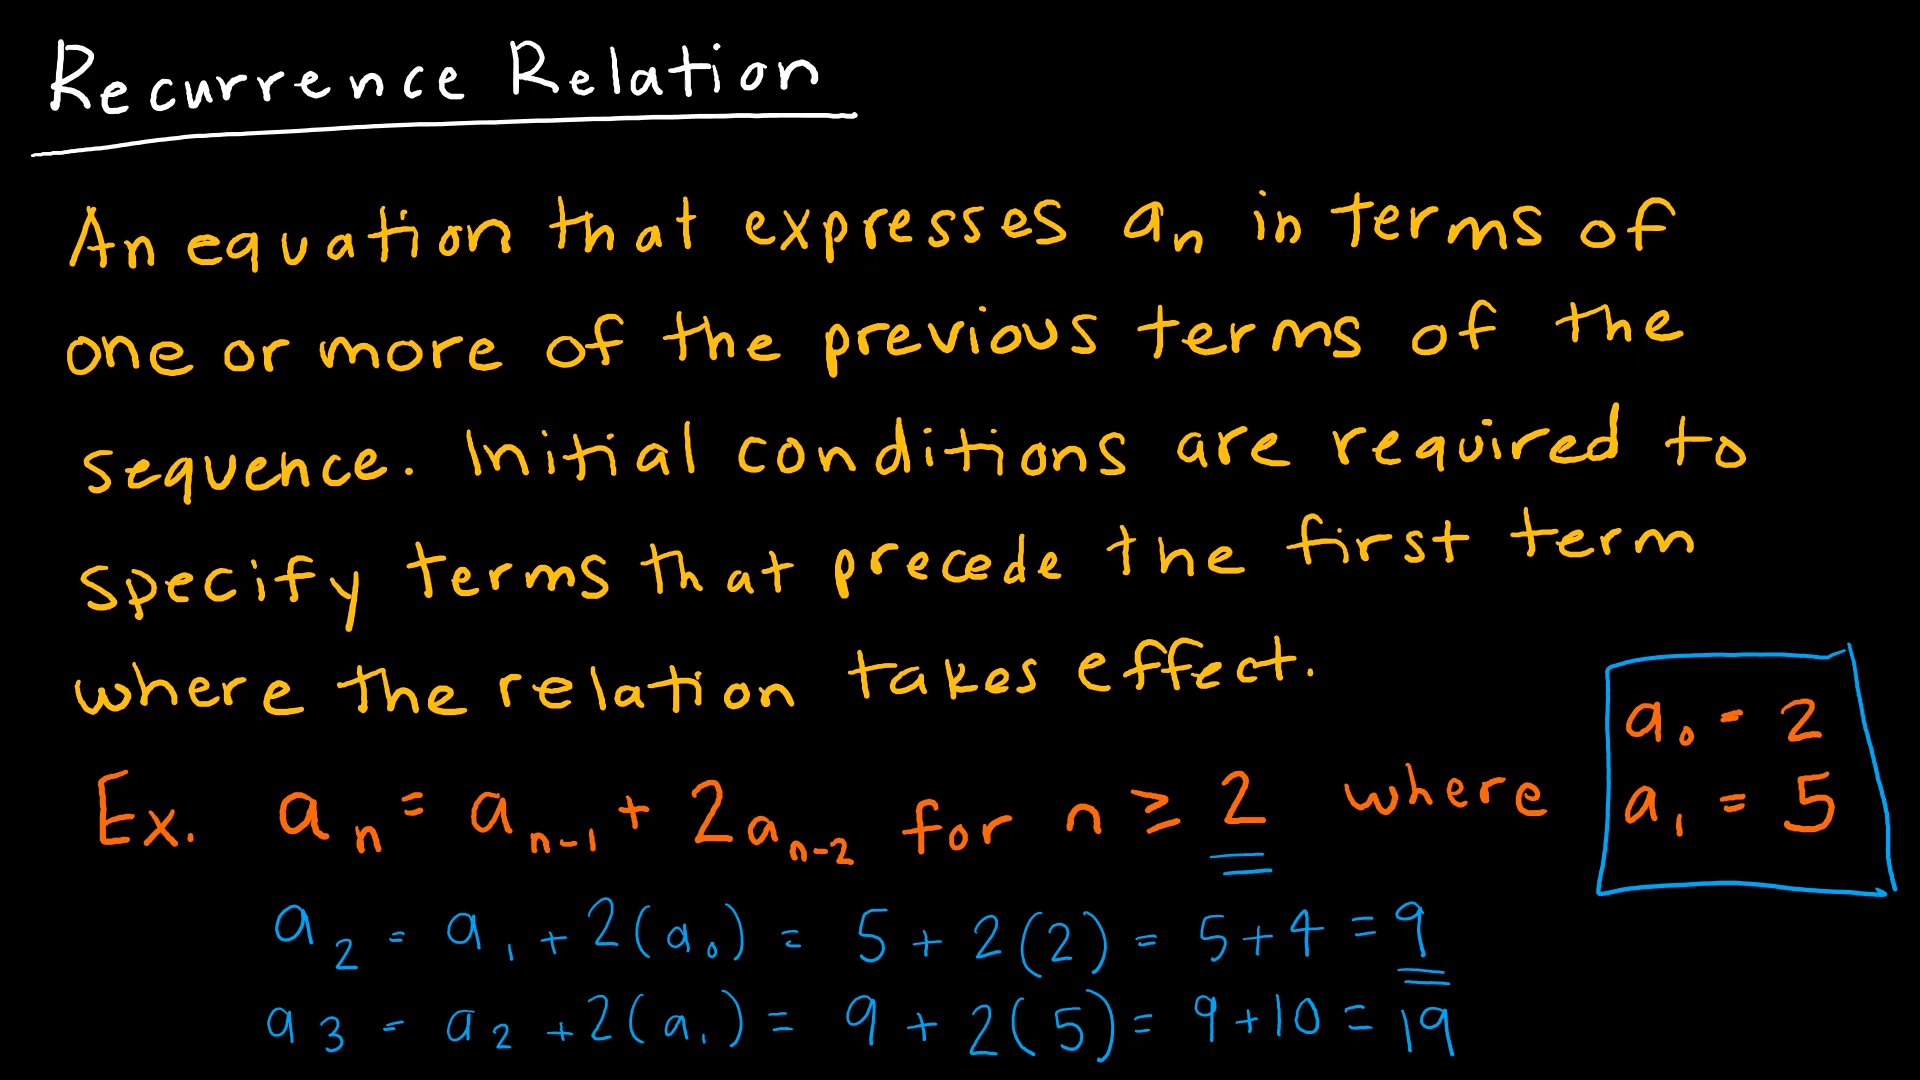 Recurrence Relation
An equation that expresses aₙ in terms of
one or more of the previous terms of the
sequence. Initial conditions are required to
specify terms that precede the first term
where the relation takes effect.
Ex. aₙ = aₙ₋₁ + 2aₙ₋₂ for n ≥ 2 where
a₀ = 2
a₁ = 5
a₂ = a₁ + 2(a₀) = 5 + 2(2) = 5 + 4 = 9
a₃ = a₂ + 2(a₁) = 9 + 2(5) = 9 + 10 = 19